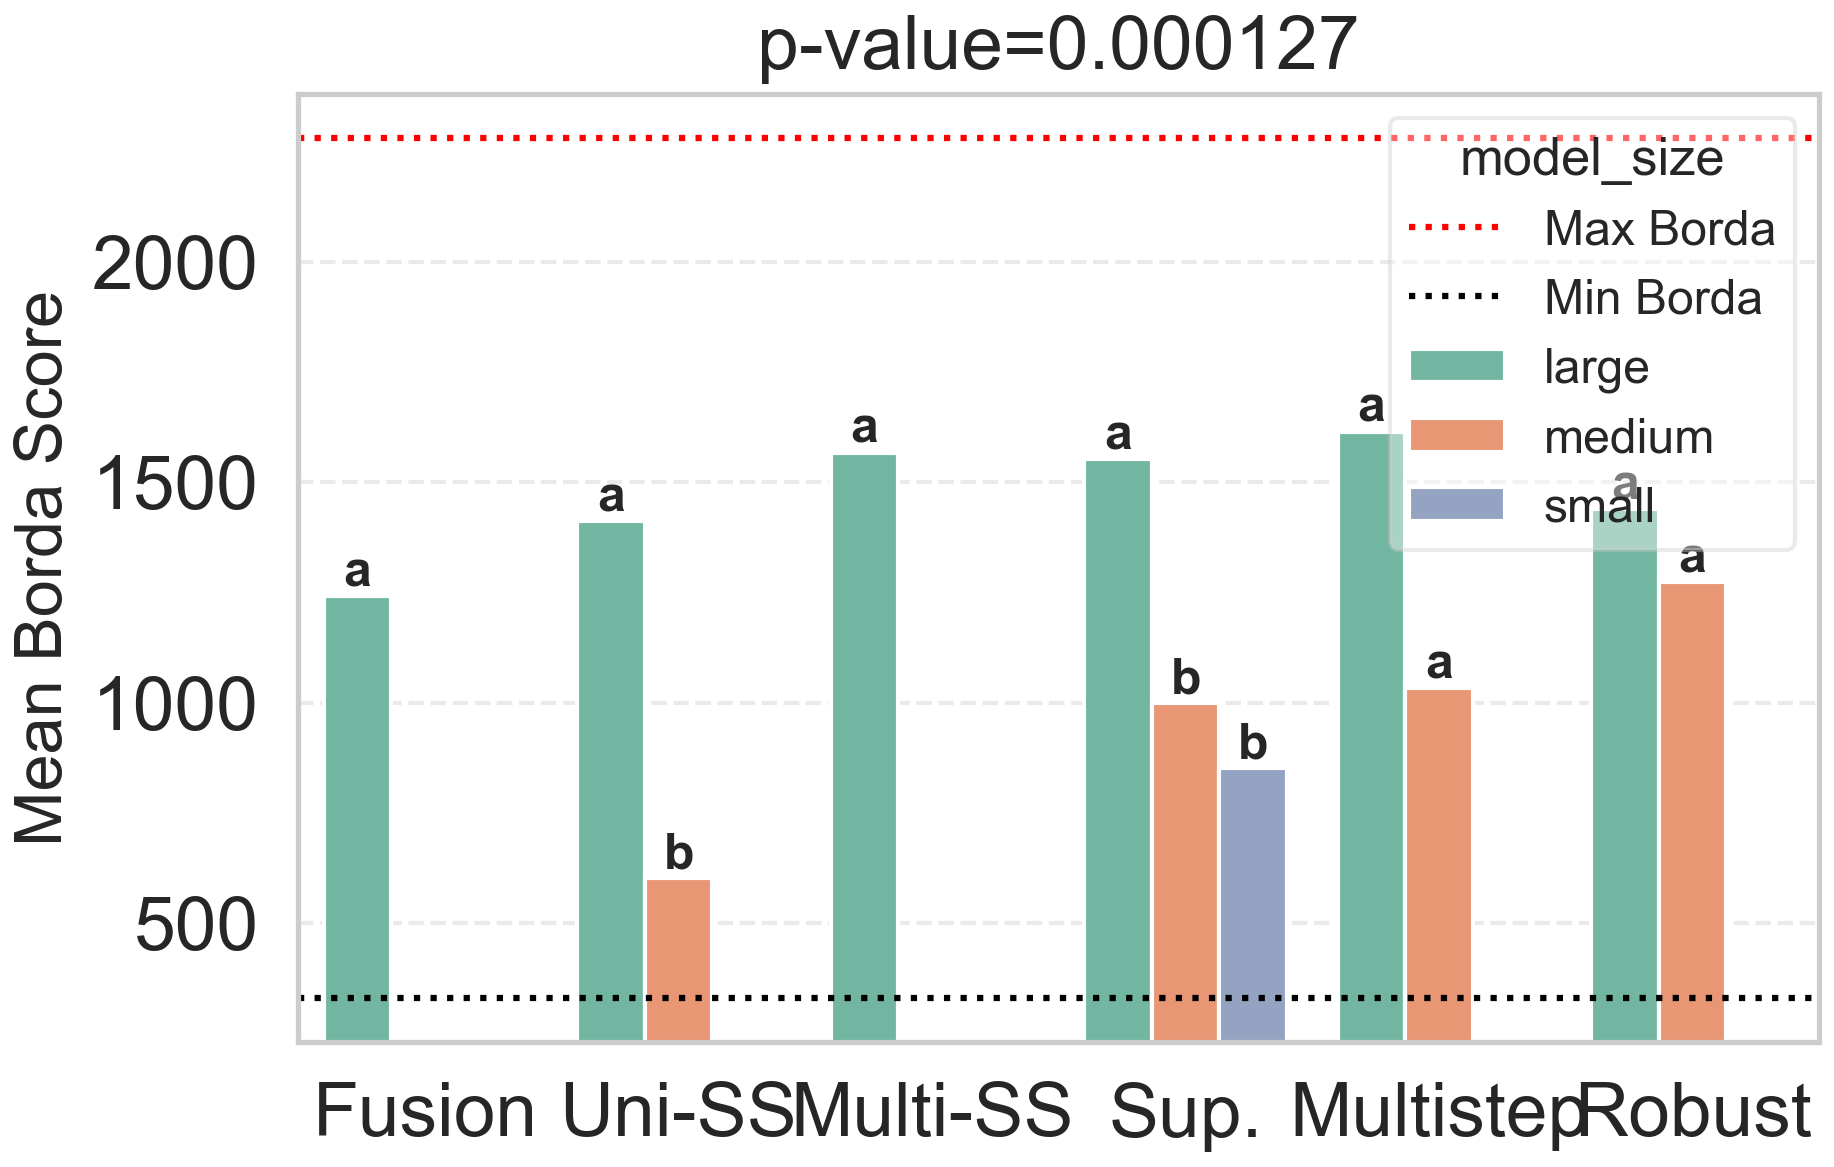 p-value=0.000127
Mean Borda Score
2000
1500
1000
500
model_size
Max Borda
Min Borda
large
medium
small
a
a
b
a
a
b
b
a
a
a
a
Fusion
Uni-SS
Multi-SS
Sup.
Multistep
Robust